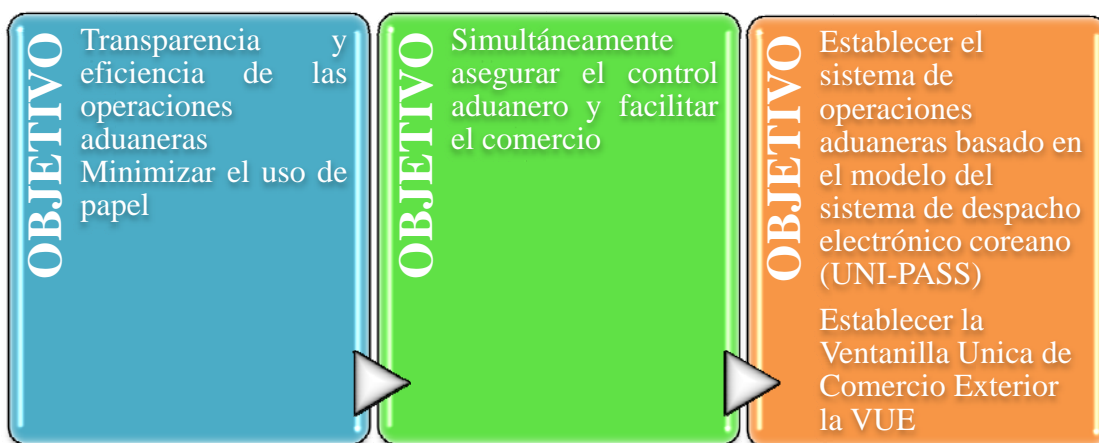 OBJETIVO
Transparencia y
eficiencia de las
operaciones
aduaneras
Minimizar el uso de
papel
OBJETIVO
Simultáneamente
asegurar el control
aduanero y facilitar
el comercio
OBJETIVO
Establecer el
sistema de
operaciones
aduaneras basado en
el modelo del
sistema de despacho
electrónico coreano
(UNI-PASS)
Establecer la
Ventanilla Unica de
Comercio Exterior
la VUE